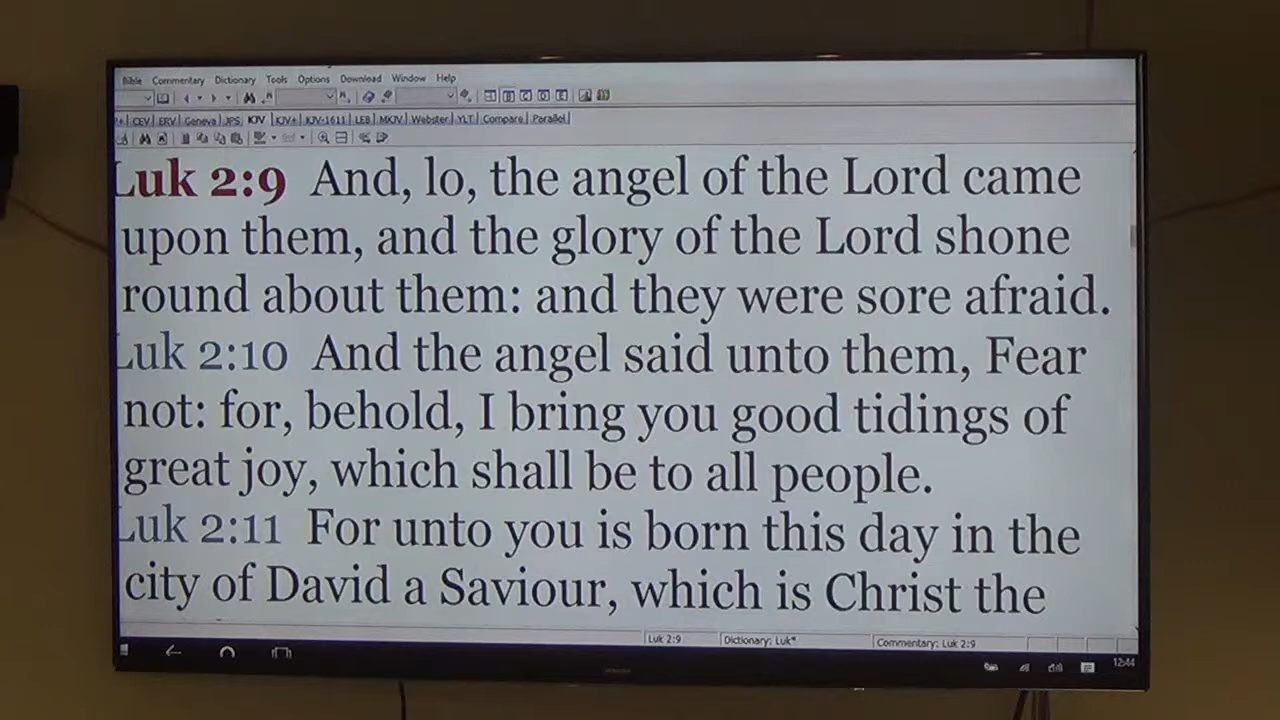 Bible Commentary Dictionary Tools Options Download Window Help
CEV ERV Geneva JPS KJV KJV+ KJV-1611 LEB MKJV Webster YLT Compare Parallel
Luk 2:9 And, lo, the angel of the Lord came
upon them, and the glory of the Lord shone
round about them: and they were sore afraid.
Luk 2:10 And the angel said unto them, Fear
not: for, behold, I bring you good tidings of
great joy, which shall be to all people.
Luk 2:11 For unto you is born this day in the
city of David a Saviour, which is Christ the
Luk 2:9 Dictionary: Luk* Commentary: Luk 2:9
12:44